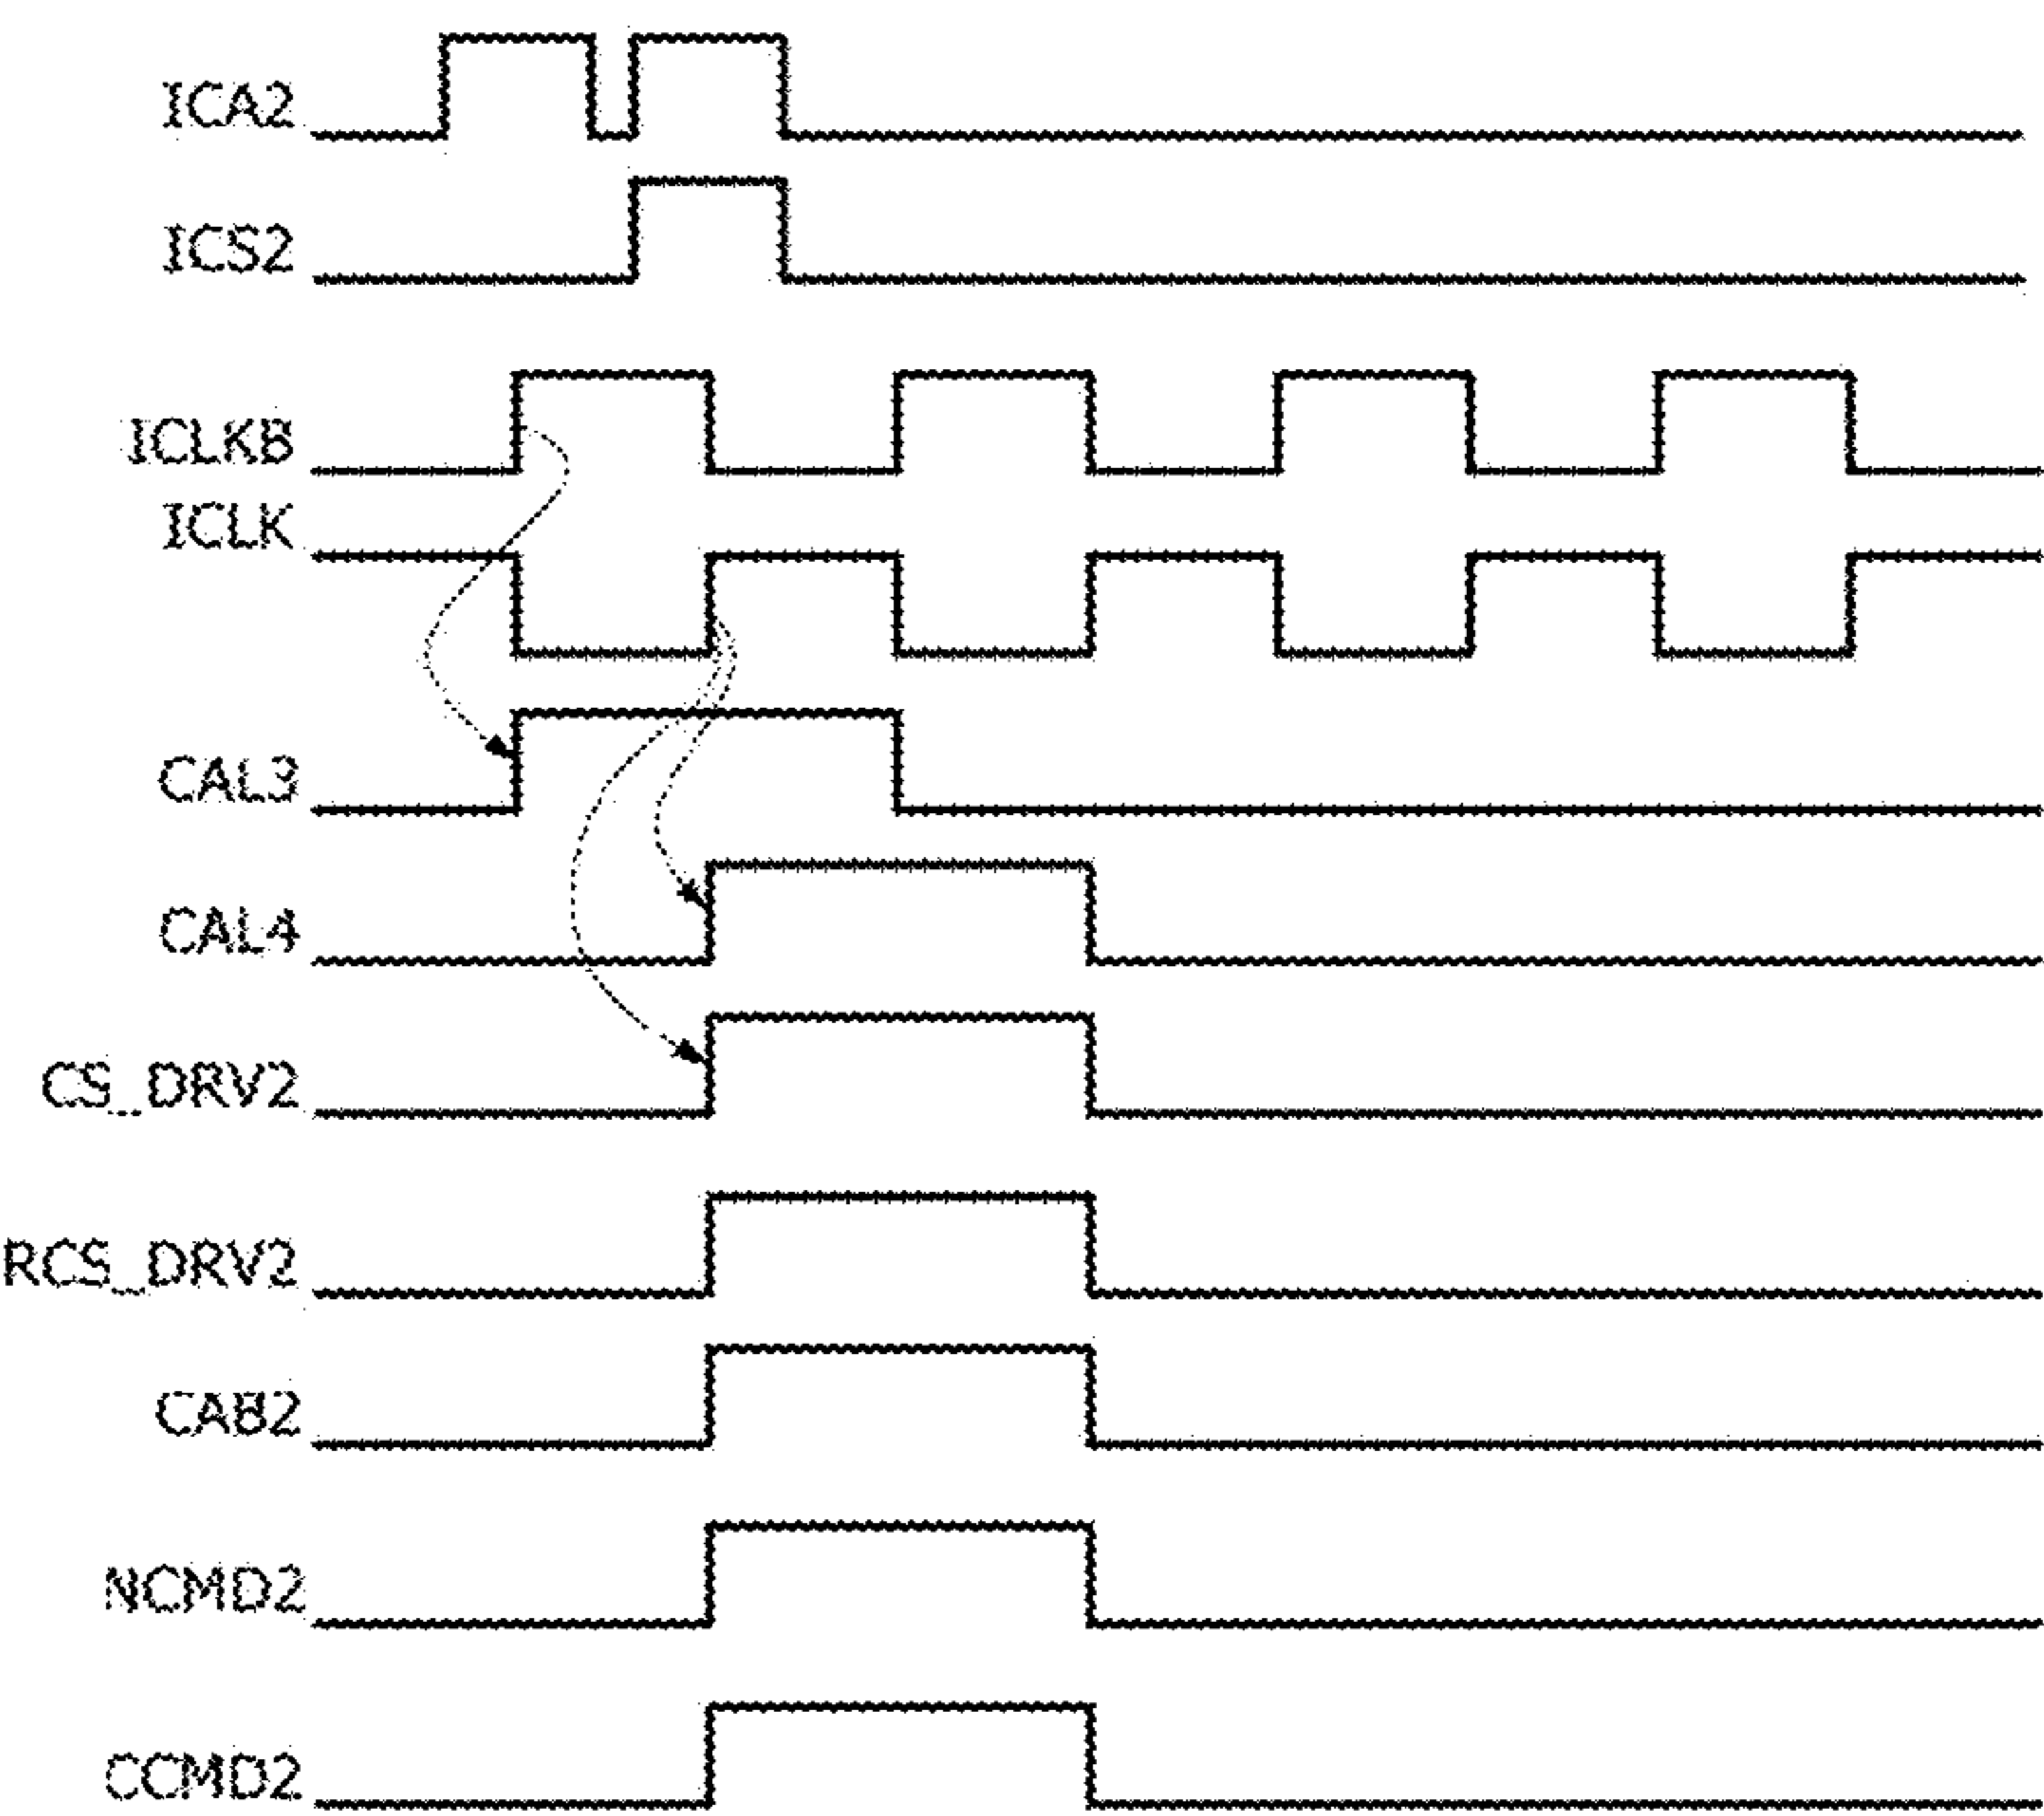 ICA2
ICS2
ICLKB
ICLK
CAL3
CAL4
CS_DRV2
RCS_DRV2
CAB2
NCMD2
CCMD2